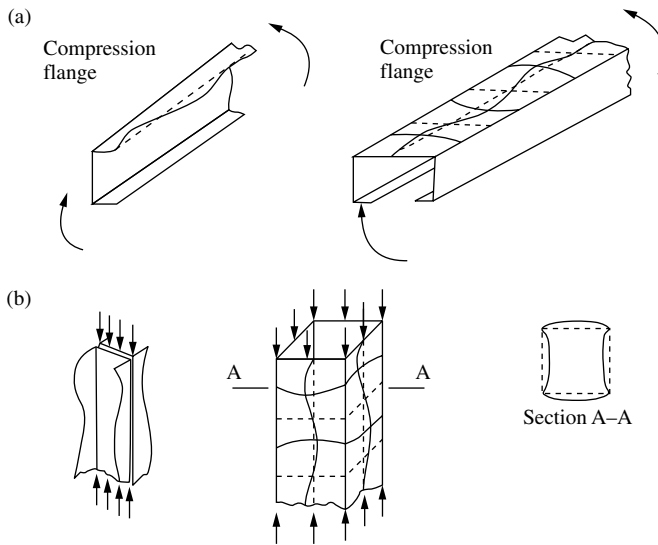 (a)
Compression
flange
Compression
flange
(b)
A
A
Section A–A